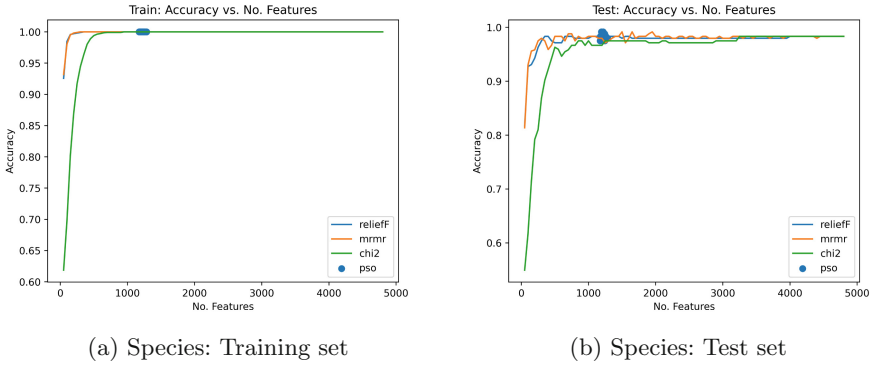 Train: Accuracy vs. No. Features
1.00
0.95
0.90
0.85
0.80
0.75
0.70
0.65
0.60
Accuracy
0
1000
2000
3000
4000
5000
No. Features
reliefF
mrmr
chi2
pso
(a) Species: Training set
Test: Accuracy vs. No. Features
1.0
0.9
0.8
0.7
0.6
Accuracy
0
1000
2000
3000
4000
5000
No. Features
reliefF
mrmr
chi2
pso
(b) Species: Test set